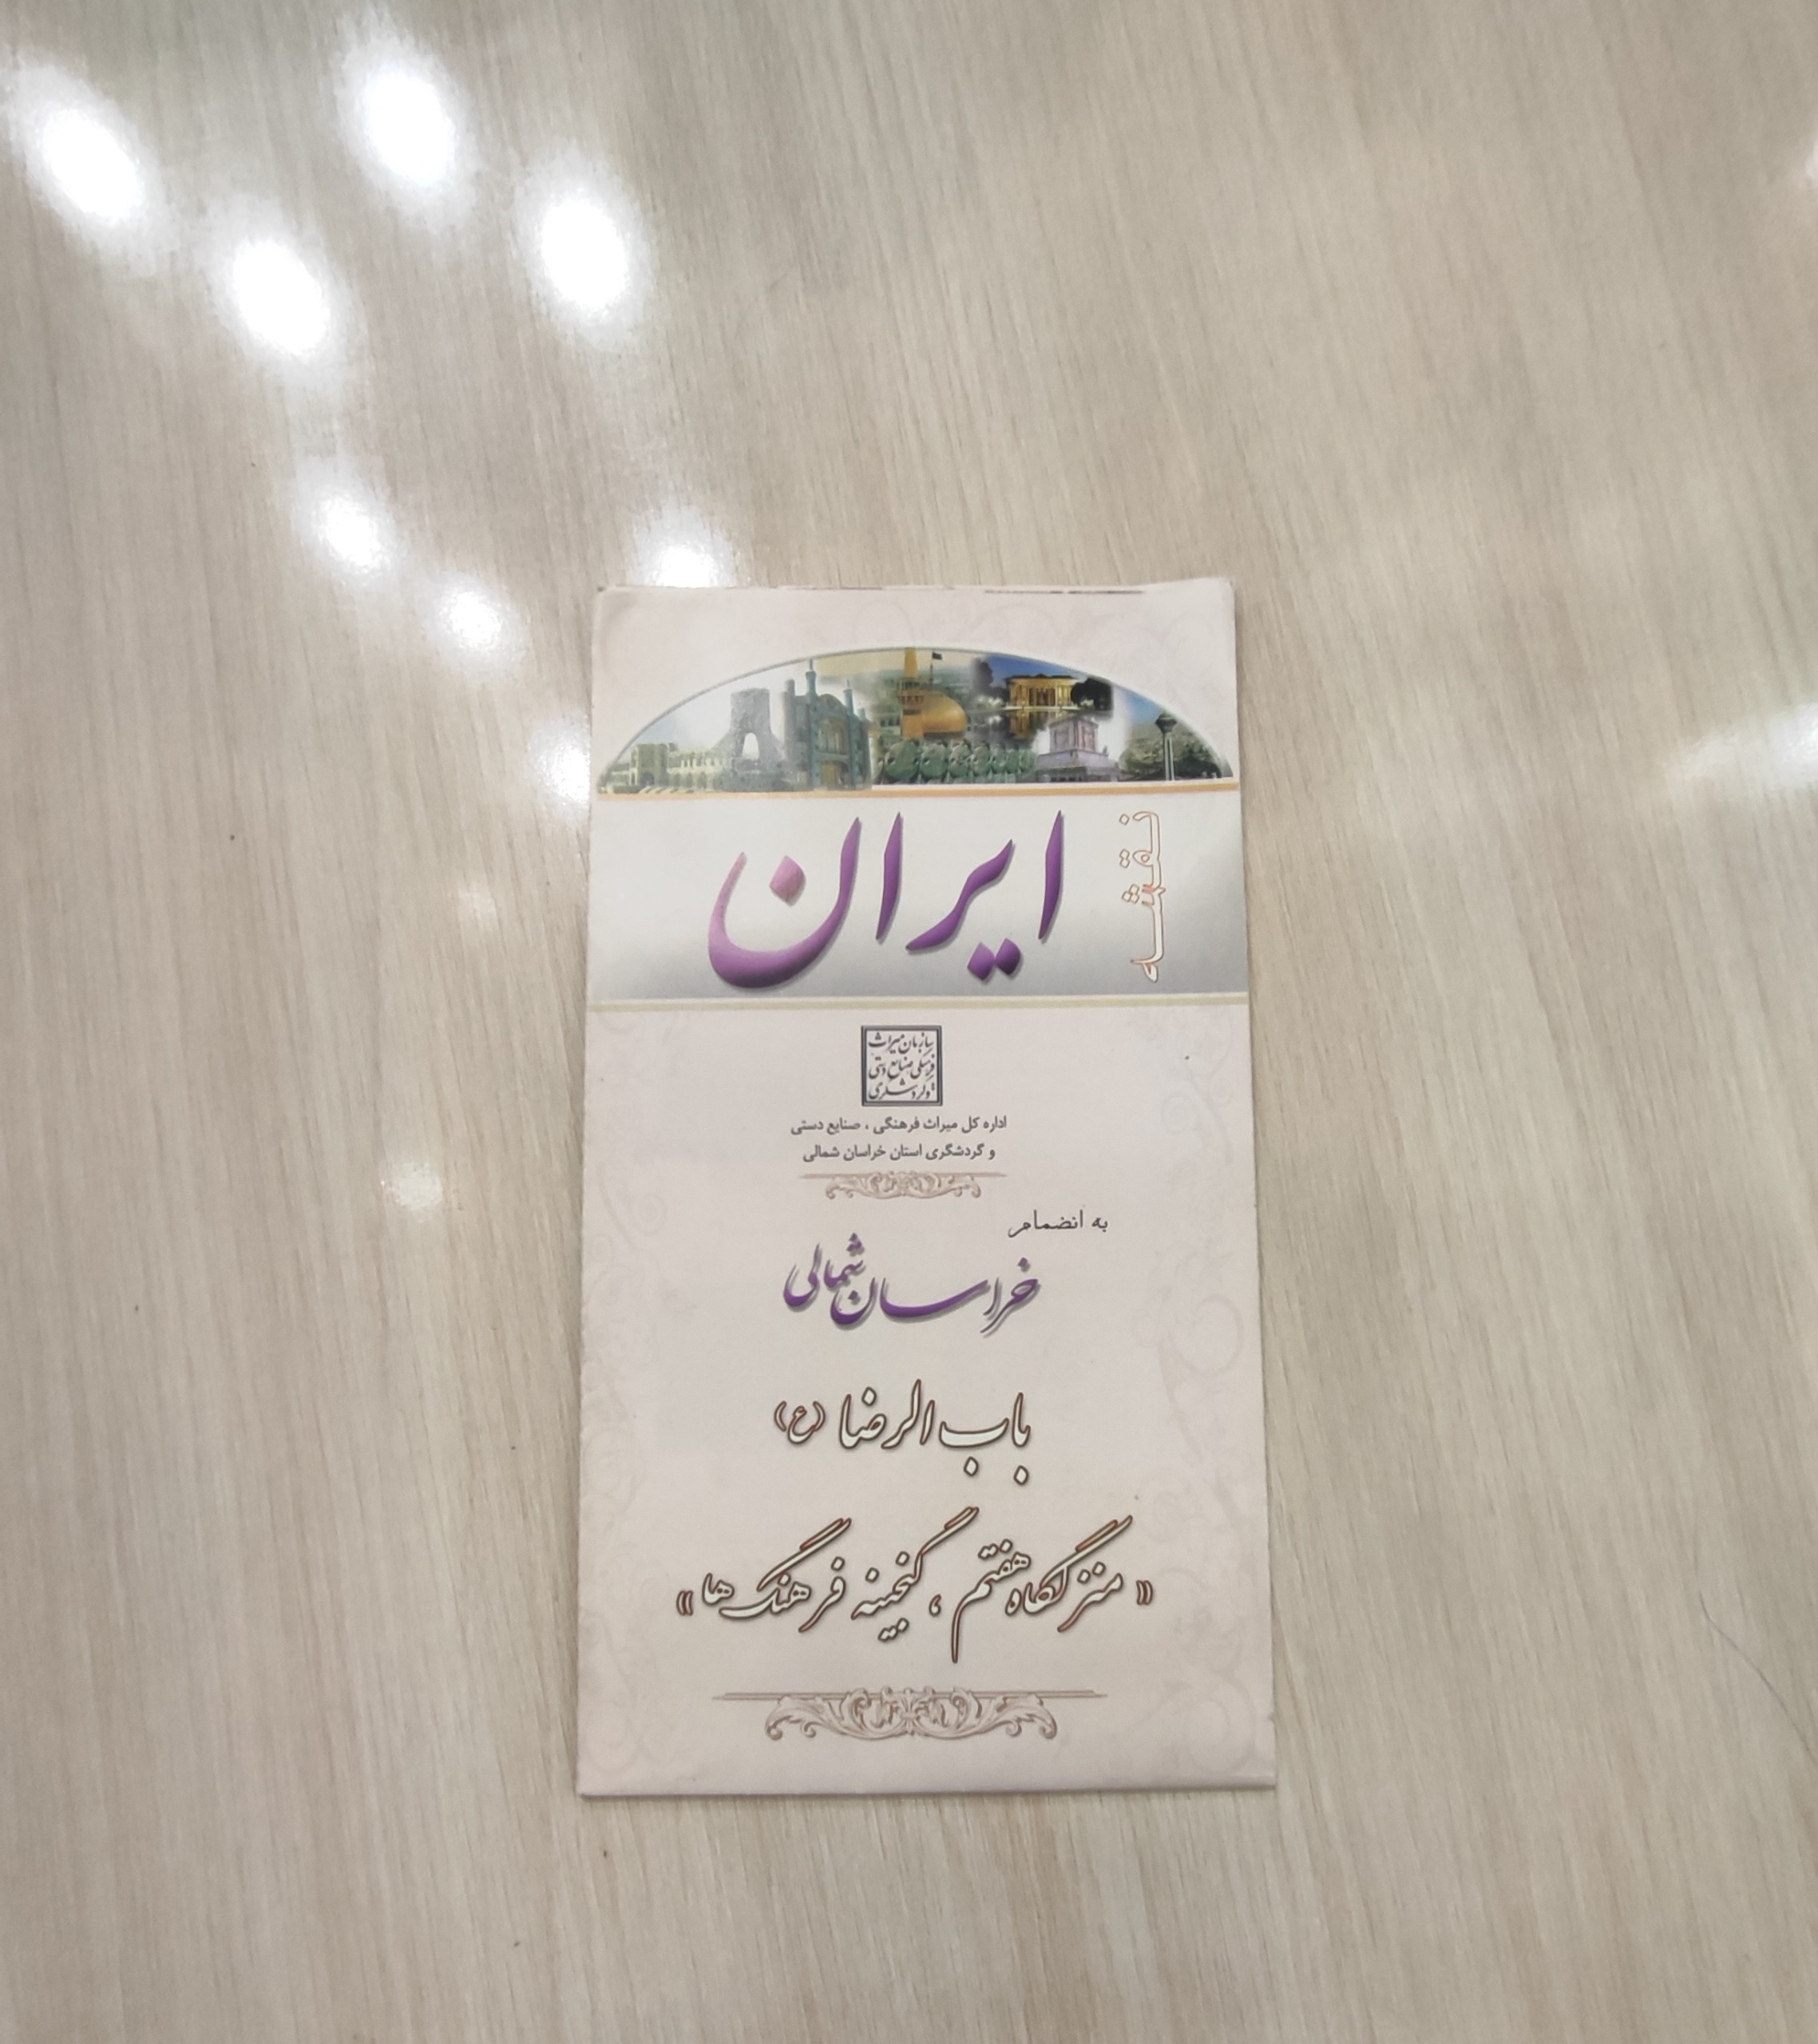 نقشه
ایران
سازمان میراث
فرهنگی صنایع دستی
و گردشگری
اداره کل میراث فرهنگی ، صنایع دستی
و گردشگری استان خراسان شمالی
به انضمام
خراسان شمالی
باب الرضا (ع)
« منزلگاه هفتم ، گنجینه فرهنگ ها »